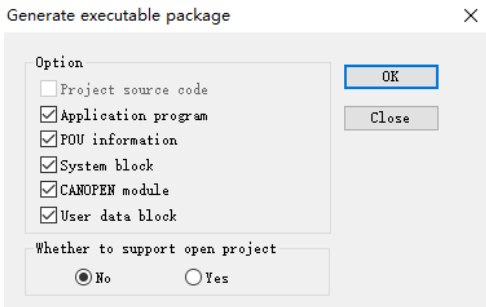 Generate executable package
Option
Project source code
OK
Application program
Close
POU information
System block
CANOPEN module
User data block
Whether to support open project
No
Yes